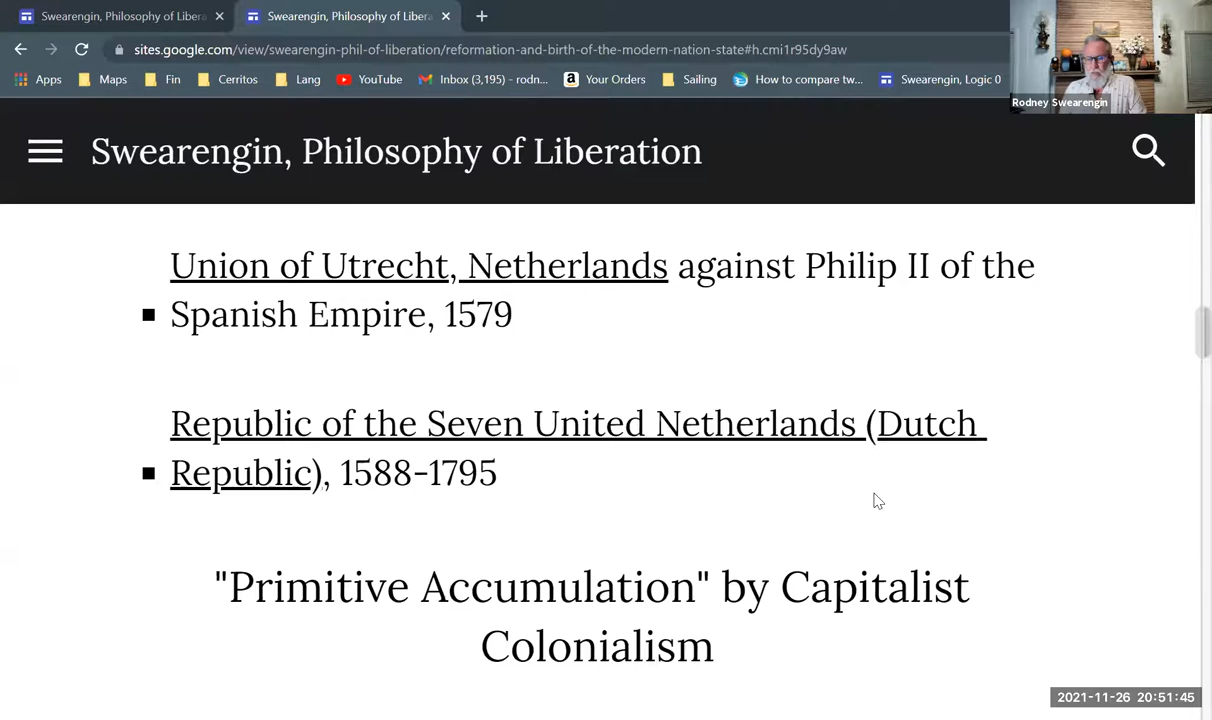 Swearengin, Philosophy of Libera
Swearengin, Philosophy of Libera
sites.google.com/view/swearengin-phil-of-liberation/reformation-and-birth-of-the-modern-nation-state#h.cmi1r95dy9aw
Apps Maps Fin Cerritos Lang YouTube Inbox (3,195) - rodn... Your Orders Sailing How to compare tw... Swearengin, Logic 0
Rodney Swearengin
Swearengin, Philosophy of Liberation
Union of Utrecht, Netherlands against Philip II of the
Spanish Empire, 1579
Republic of the Seven United Netherlands (Dutch
Republic), 1588-1795
"Primitive Accumulation" by Capitalist
Colonialism
2021-11-26 20:51:45